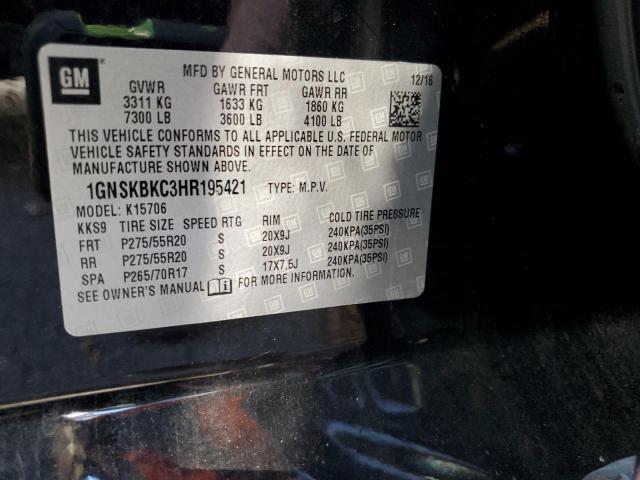 GM
MFD BY GENERAL MOTORS LLC 12/16
GVWR GAWR FRT GAWR RR
3311 KG 1633 KG 1860 KG
7300 LB 3600 LB 4100 LB
THIS VEHICLE CONFORMS TO ALL APPLICABLE U.S. FEDERAL MOTOR
VEHICLE SAFETY STANDARDS IN EFFECT ON THE DATE OF
MANUFACTURE SHOWN ABOVE.
1GNSKBKC3HR195421 TYPE: M.P.V.
MODEL: K15706
KKS9 TIRE SIZE SPEED RTG RIM COLD TIRE PRESSURE
FRT P275/55R20 S 20X9J 240KPA(35PSI)
RR P275/55R20 S 20X9J 240KPA(35PSI)
SPA P265/70R17 S 17X7.5J 240KPA(35PSI)
SEE OWNER'S MANUAL FOR MORE INFORMATION.